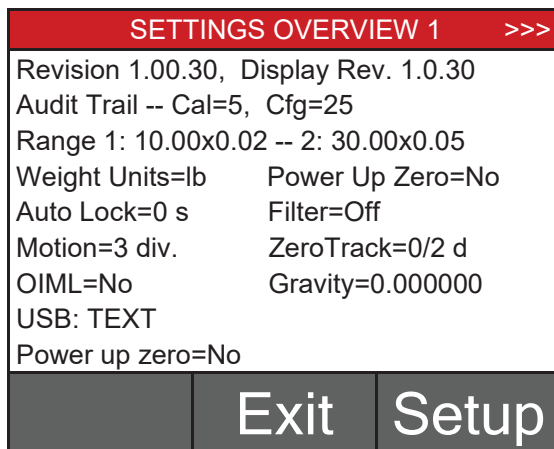 SETTINGS OVERVIEW 1 >>>
Revision 1.00.30, Display Rev. 1.0.30
Audit Trail -- Cal=5, Cfg=25
Range 1: 10.00x0.02 -- 2: 30.00x0.05
Weight Units=lb Power Up Zero=No
Auto Lock=0 s Filter=Off
Motion=3 div. ZeroTrack=0/2 d
OIML=No Gravity=0.000000
USB: TEXT
Power up zero=No
Exit Setup